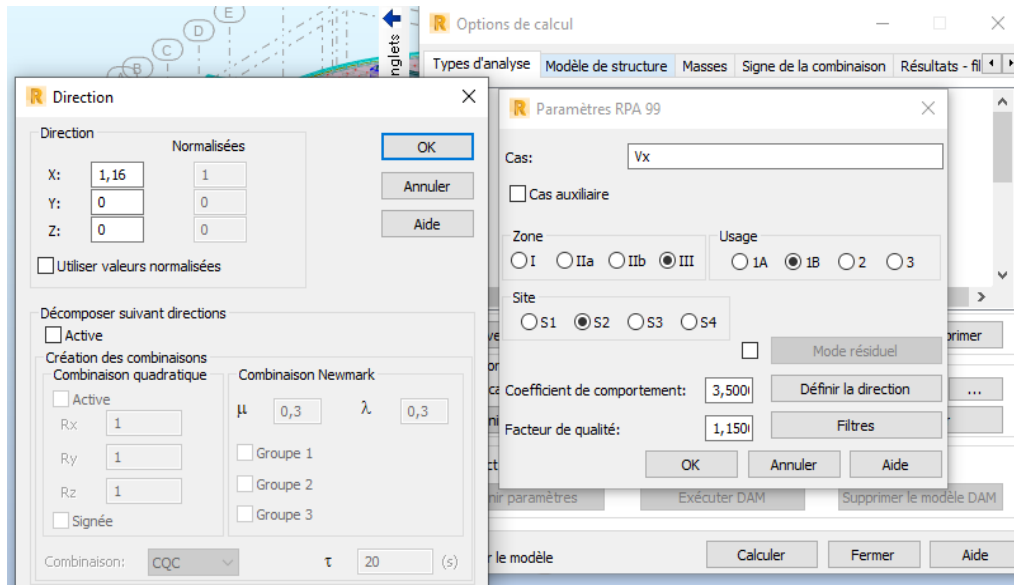 E
D
C
B
A
nglets
Options de calcul
Types d'analyse Modèle de structure Masses Signe de la combinaison Résultats - fil
Direction
Direction
Normalisées
X: 1,16 1
Y: 0 0
Z: 0 0
Utiliser valeurs normalisées
OK
Annuler
Aide
Décomposer suivant directions
Active
Création des combinaisons
Combinaison quadratique
Active
Rx 1
Ry 1
Rz 1
Signée
Combinaison Newmark
μ 0,3 λ 0,3
Groupe 1
Groupe 2
Groupe 3
Combinaison: CQC τ 20 (s)
Paramètres RPA 99
Cas: Vx
Cas auxiliaire
Zone
I IIa IIb III
Usage
1A 1B 2 3
Site
S1 S2 S3 S4
Mode résiduel
Coefficient de comportement: 3,500 Définir la direction
Facteur de qualité: 1,150 Filtres
OK Annuler Aide
primer
...
nir paramètres Exécuter DAM Supprimer le modèle DAM
r le modèle Calculer Fermer Aide